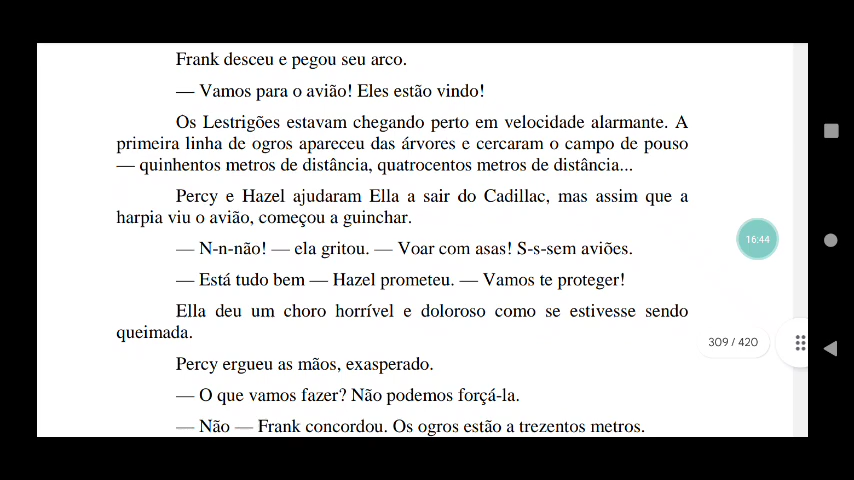 Frank desceu e pegou seu arco.
— Vamos para o avião! Eles estão vindo!
Os Lestrigões estavam chegando perto em velocidade alarmante. A
primeira linha de ogros apareceu das árvores e cercaram o campo de pouso
— quinhentos metros de distância, quatrocentos metros de distância...
Percy e Hazel ajudaram Ella a sair do Cadillac, mas assim que a
harpia viu o avião, começou a guinchar.
— N-n-não! — ela gritou. — Voar com asas! S-s-sem aviões.
16:44
— Está tudo bem — Hazel prometeu. — Vamos te proteger!
Ella deu um choro horrível e doloroso como se estivesse sendo
queimada.
309 / 420
Percy ergueu as mãos, exasperado.
— O que vamos fazer? Não podemos forçá-la.
— Não — Frank concordou. Os ogros estão a trezentos metros.